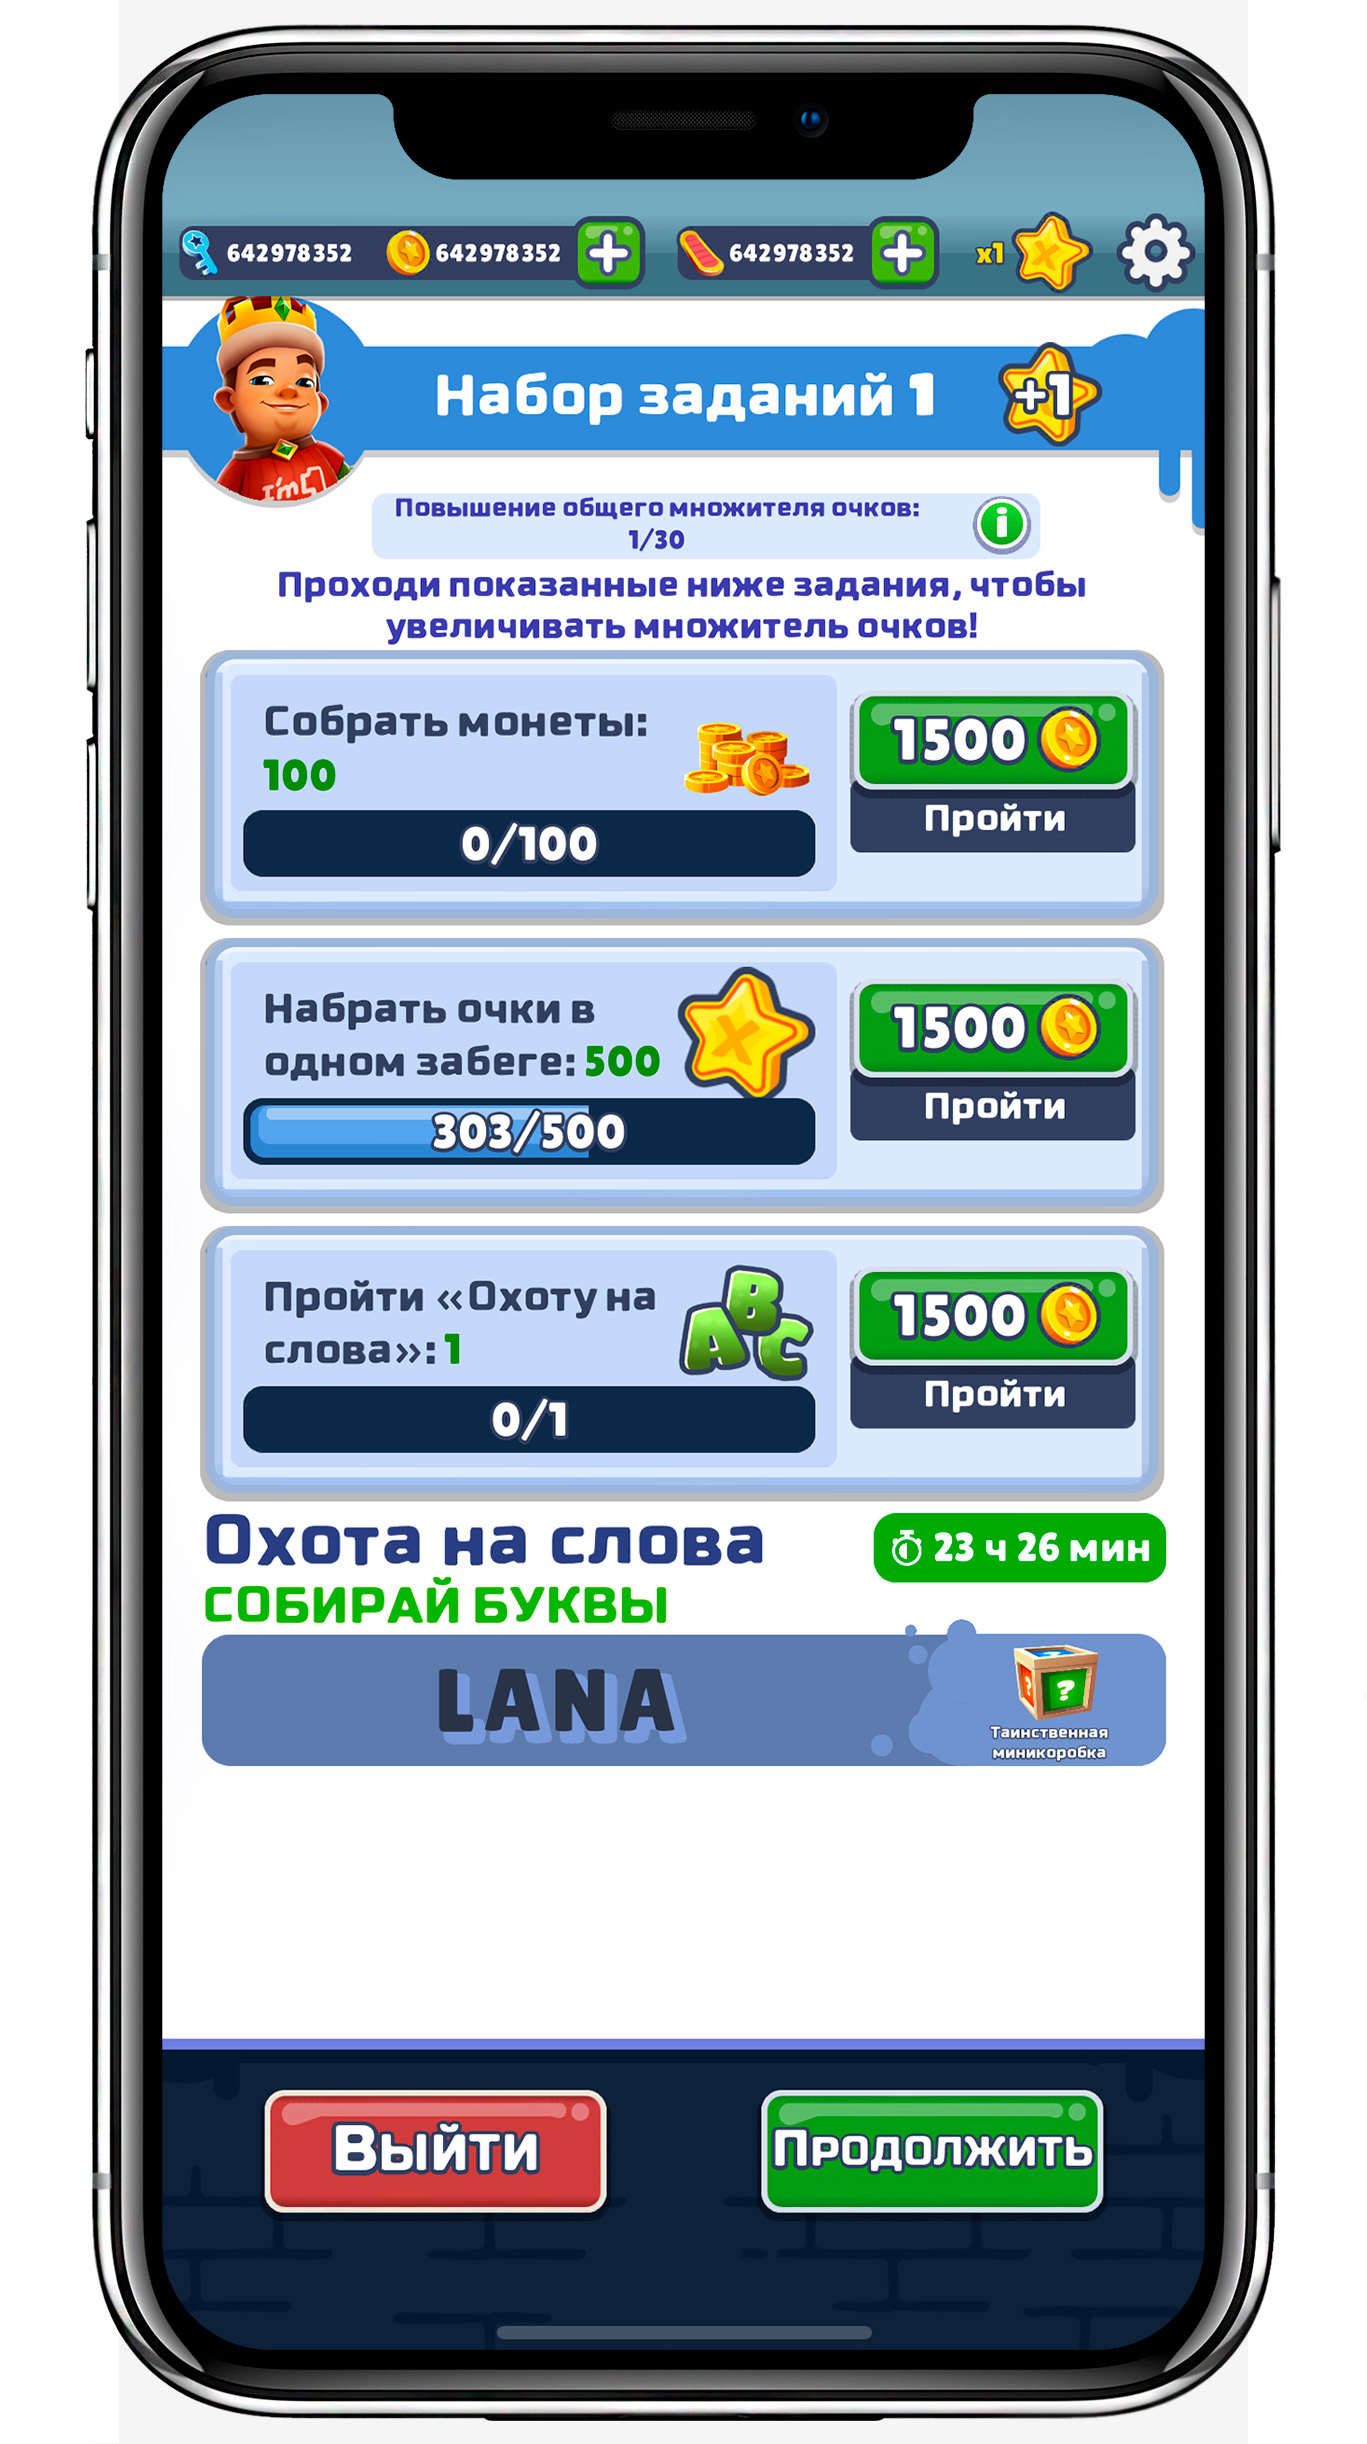 642978352 642978352 642978352 x1
Набор заданий 1 +1
I'm 1
Повышение общего множителя очков:
1/30
Проходи показанные ниже задания, чтобы
увеличивать множитель очков!
Собрать монеты:
100
0/100
1500
Пройти
Набрать очки в
одном забеге: 500
303/500
1500
Пройти
Пройти «Охоту на
слова»: 1
ABC
0/1
1500
Пройти
Охота на слова
23 ч 26 мин
СОБИРАЙ БУКВЫ
LANA
? ?
Таинственная
миникоробка
Выйти
Продолжить